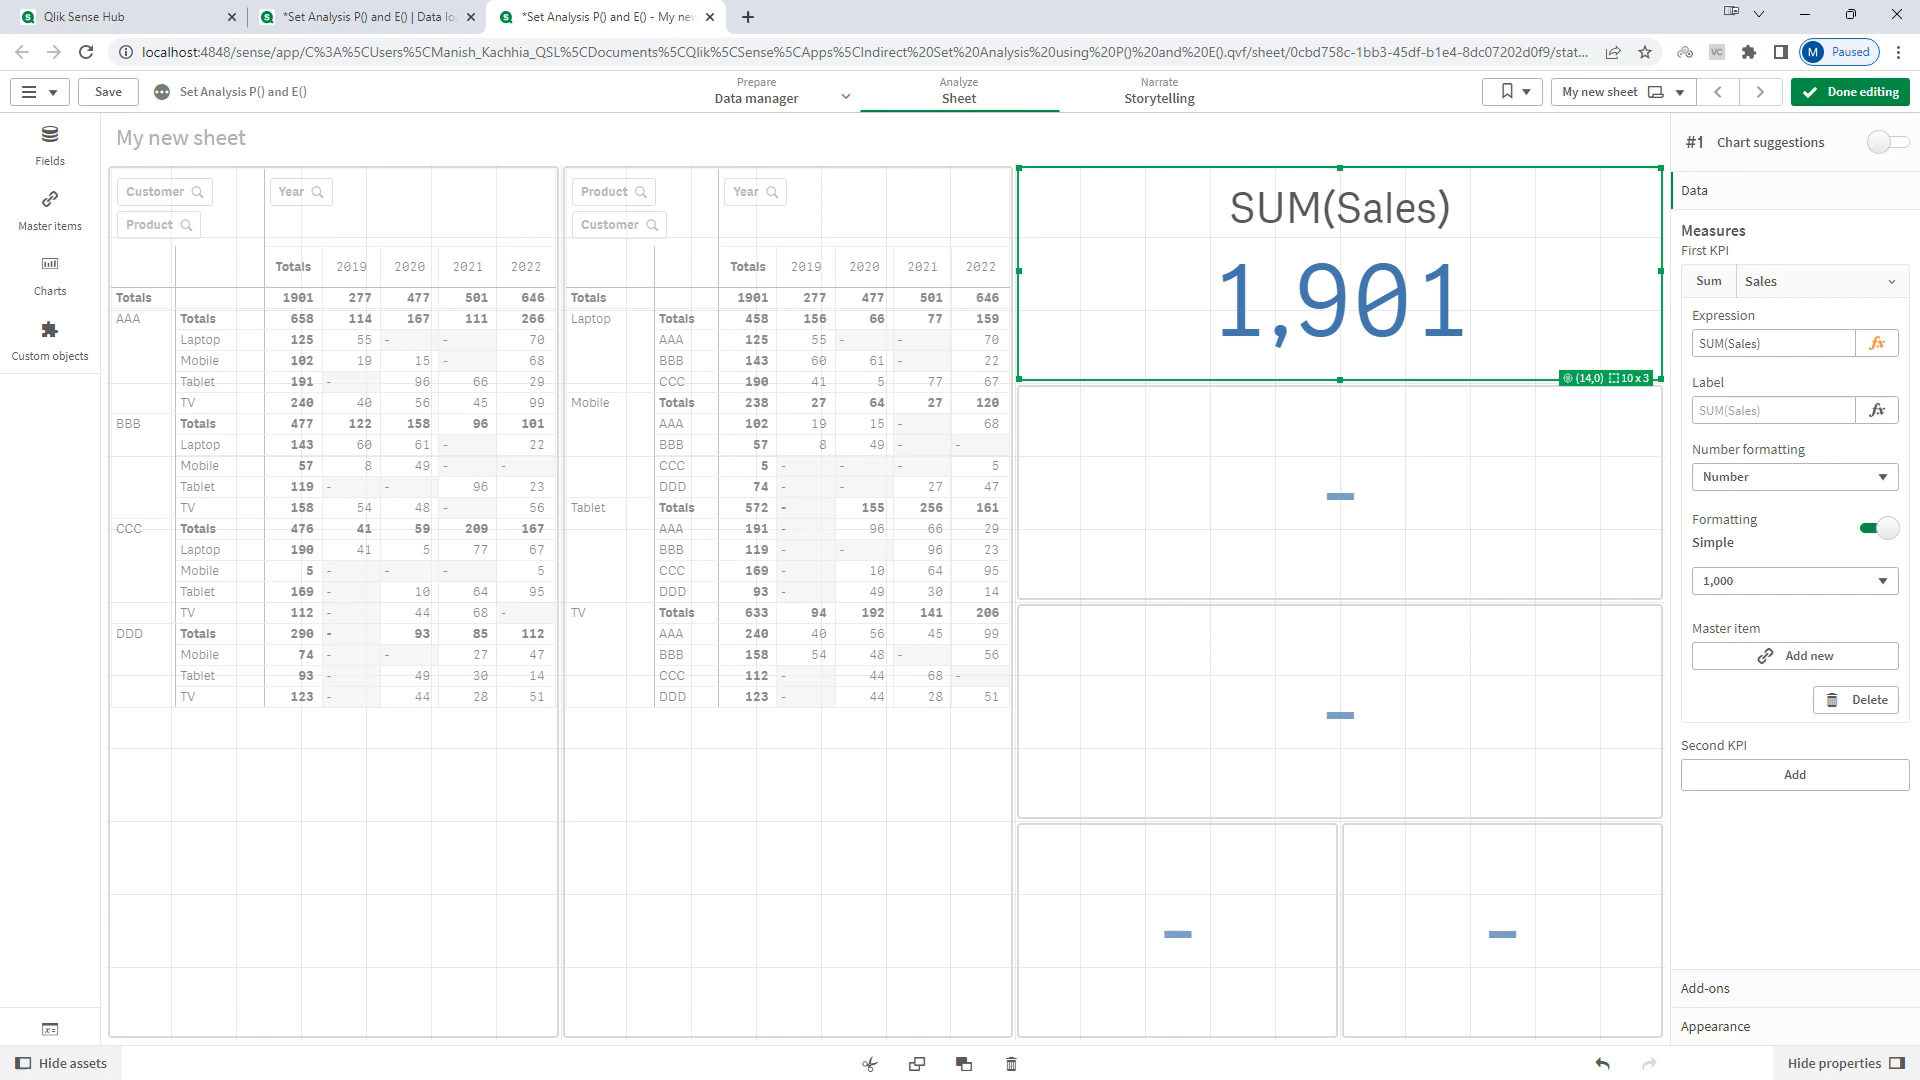 Qlik Sense Hub
*Set Analysis P() and E() | Data lo
*Set Analysis P() and E() - My new
localhost:4848/sense/app/C%3A%5CUsers%5CManish_Kachhia_QSL%5CDocuments%5CQlik%5CSense%5CApps%5CIndirect%20Set%20Analysis%20using%20P()%20and%20E().qvf/sheet/0cbd758c-1bb3-45df-b1e4-8dc07202d0f9/stat...
VC
M Paused
Save
Set Analysis P() and E()
Prepare
Data manager
Analyze
Sheet
Narrate
Storytelling
My new sheet
Done editing
Fields
Master items
Charts
Custom objects
My new sheet
Customer Year
Product
Totals 2019 2020 2021 2022
Totals 1901 277 477 501 646
AAA Totals 658 114 167 111 266
Laptop 125 55 - - 70
Mobile 102 19 15 - 68
Tablet 191 - 96 66 29
TV 240 40 56 45 99
BBB Totals 477 122 158 96 101
Laptop 143 60 61 - 22
Mobile 57 8 49 - -
Tablet 119 - - 96 23
TV 158 54 48 - 56
CCC Totals 476 41 59 209 167
Laptop 190 41 5 77 67
Mobile 5 - - - 5
Tablet 169 - 10 64 95
TV 112 - 44 68 -
DDD Totals 290 - 93 85 112
Mobile 74 - - 27 47
Tablet 93 - 49 30 14
TV 123 - 44 28 51
Product Year
Customer
Totals 2019 2020 2021 2022
Totals 1901 277 477 501 646
Laptop Totals 458 156 66 77 159
AAA 125 55 - - 70
BBB 143 60 61 - 22
CCC 190 41 5 77 67
Mobile Totals 238 27 64 27 120
AAA 102 19 15 - 68
BBB 57 8 49 - -
CCC 5 - - - 5
DDD 74 - - 27 47
Tablet Totals 572 - 155 256 161
AAA 191 - 96 66 29
BBB 119 - - 96 23
CCC 169 - 10 64 95
DDD 93 - 49 30 14
TV Totals 633 94 192 141 206
AAA 240 40 56 45 99
BBB 158 54 48 - 56
CCC 112 - 44 68 -
DDD 123 - 44 28 51
SUM(Sales)
1,901
(14,0) 10 x 3
-
-
- -
#1 Chart suggestions
Data
Measures
First KPI
Sum Sales
Expression
SUM(Sales) fx
Label
SUM(Sales) fx
Number formatting
Number
Formatting
Simple
1,000
Master item
Add new
Delete
Second KPI
Add
Add-ons
Appearance
Hide assets
Hide properties